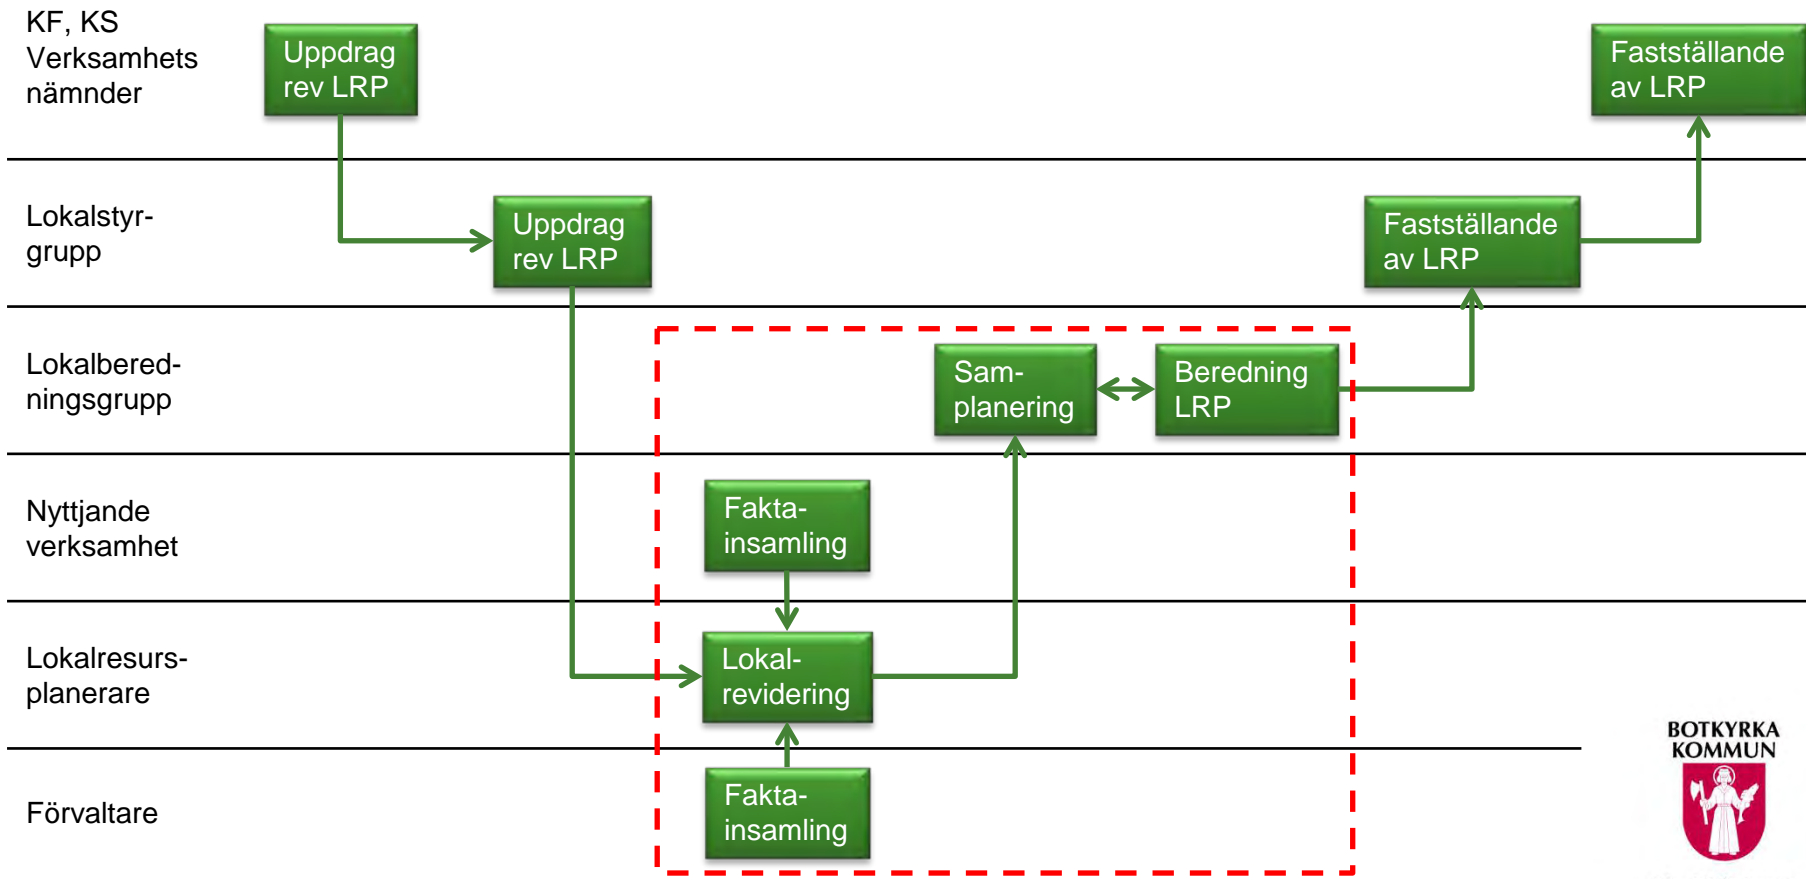 KF, KS
Verksamhets
nämnder
Uppdrag
rev LRP
Fastställande
av LRP
Lokalstyr-
grupp
Uppdrag
rev LRP
Fastställande
av LRP
Lokalbered-
ningsgrupp
Sam-
planering
Beredning
LRP
Nyttjande
verksamhet
Fakta-
insamling
Lokalresurs-
planerare
Lokal-
revidering
Förvaltare
Fakta-
insamling
BOTKYRKA
KOMMUN